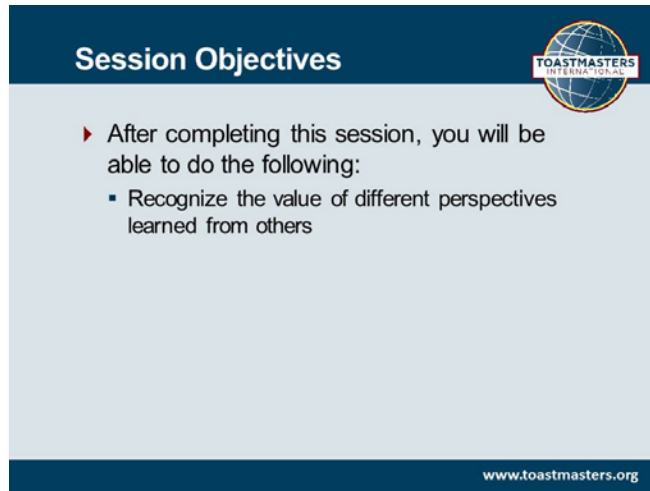 Session Objectives
TOASTMASTERS
INTERNATIONAL
After completing this session, you will be
able to do the following:
Recognize the value of different perspectives
learned from others
www.toastmasters.org